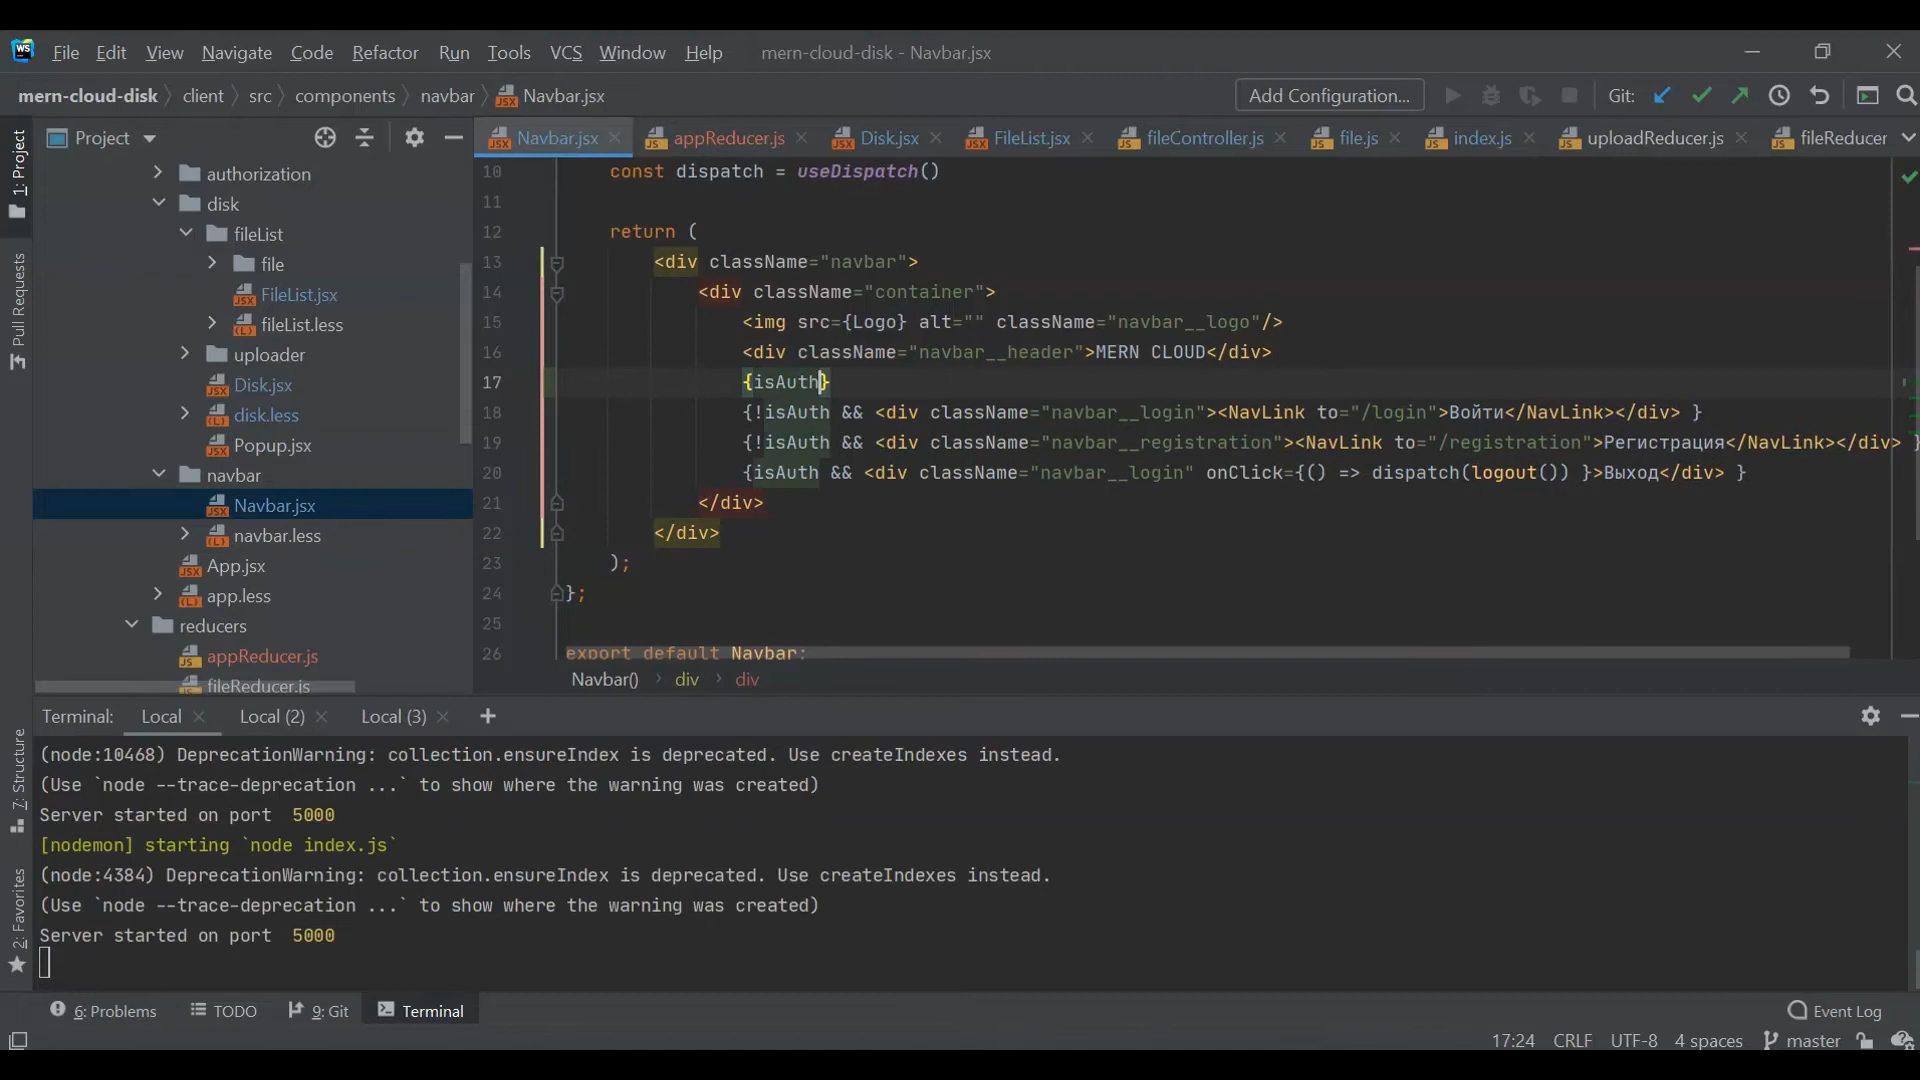 WS File Edit View Navigate Code Refactor Run Tools VCS Window Help mern-cloud-disk - Navbar.jsx
mern-cloud-disk client src components navbar Navbar.jsx Add Configuration... Git:
Project Navbar.jsx appReducer.js Disk.jsx FileList.jsx fileController.js file.js index.js uploadReducer.js fileReducer
1: Project
Pull Requests
7: Structure
2: Favorites
authorization
disk
fileList
file
FileList.jsx
fileList.less
uploader
Disk.jsx
disk.less
Popup.jsx
navbar
Navbar.jsx
navbar.less
App.jsx
app.less
reducers
appReducer.js
fileReducer.js
10 const dispatch = useDispatch()
11
12 return (
13 <div className="navbar">
14 <div className="container">
15 <img src={Logo} alt="" className="navbar__logo"/>
16 <div className="navbar__header">MERN CLOUD</div>
17 {isAuth}
18 {!isAuth && <div className="navbar__login"><NavLink to="/login">Войти</NavLink></div> }
19 {!isAuth && <div className="navbar__registration"><NavLink to="/registration">Регистрация</NavLink></div> }
20 {isAuth && <div className="navbar__login" onClick={() => dispatch(logout()) }>Выход</div> }
21 </div>
22 </div>
23 );
24 };
25
26 export default Navbar;
Navbar() div div
Terminal: Local Local (2) Local (3)
(node:10468) DeprecationWarning: collection.ensureIndex is deprecated. Use createIndexes instead.
(Use `node --trace-deprecation ...` to show where the warning was created)
Server started on port 5000
[nodemon] starting `node index.js`
(node:4384) DeprecationWarning: collection.ensureIndex is deprecated. Use createIndexes instead.
(Use `node --trace-deprecation ...` to show where the warning was created)
Server started on port 5000
6: Problems TODO 9: Git Terminal Event Log
17:24 CRLF UTF-8 4 spaces master